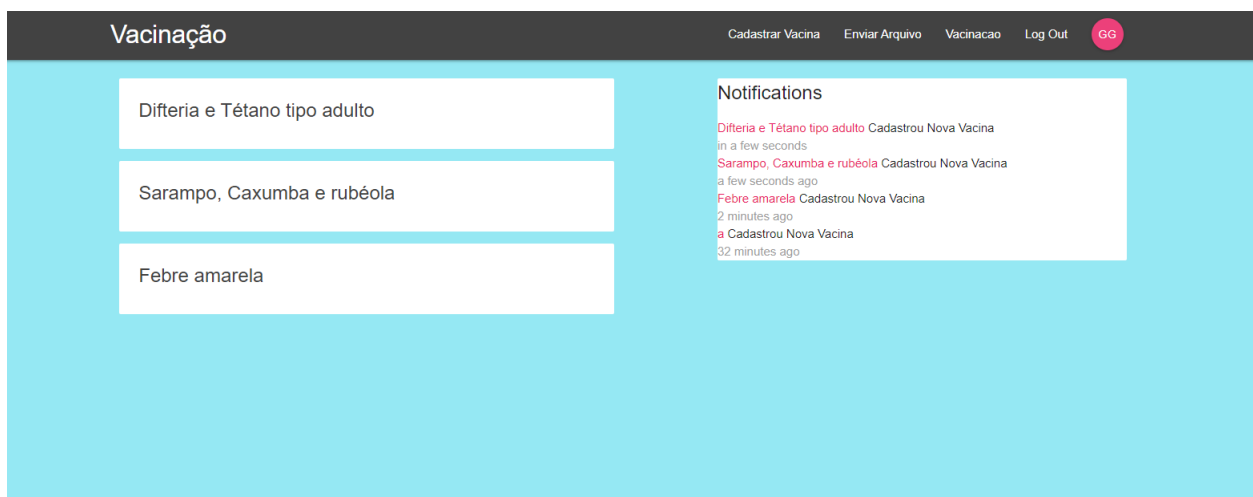 Vacinação
Cadastrar Vacina Enviar Arquivo Vacinacao Log Out GG
Difteria e Tétano tipo adulto
Sarampo, Caxumba e rubéola
Febre amarela
Notifications
Difteria e Tétano tipo adulto Cadastrou Nova Vacina
in a few seconds
Sarampo, Caxumba e rubéola Cadastrou Nova Vacina
a few seconds ago
Febre amarela Cadastrou Nova Vacina
2 minutes ago
a Cadastrou Nova Vacina
32 minutes ago